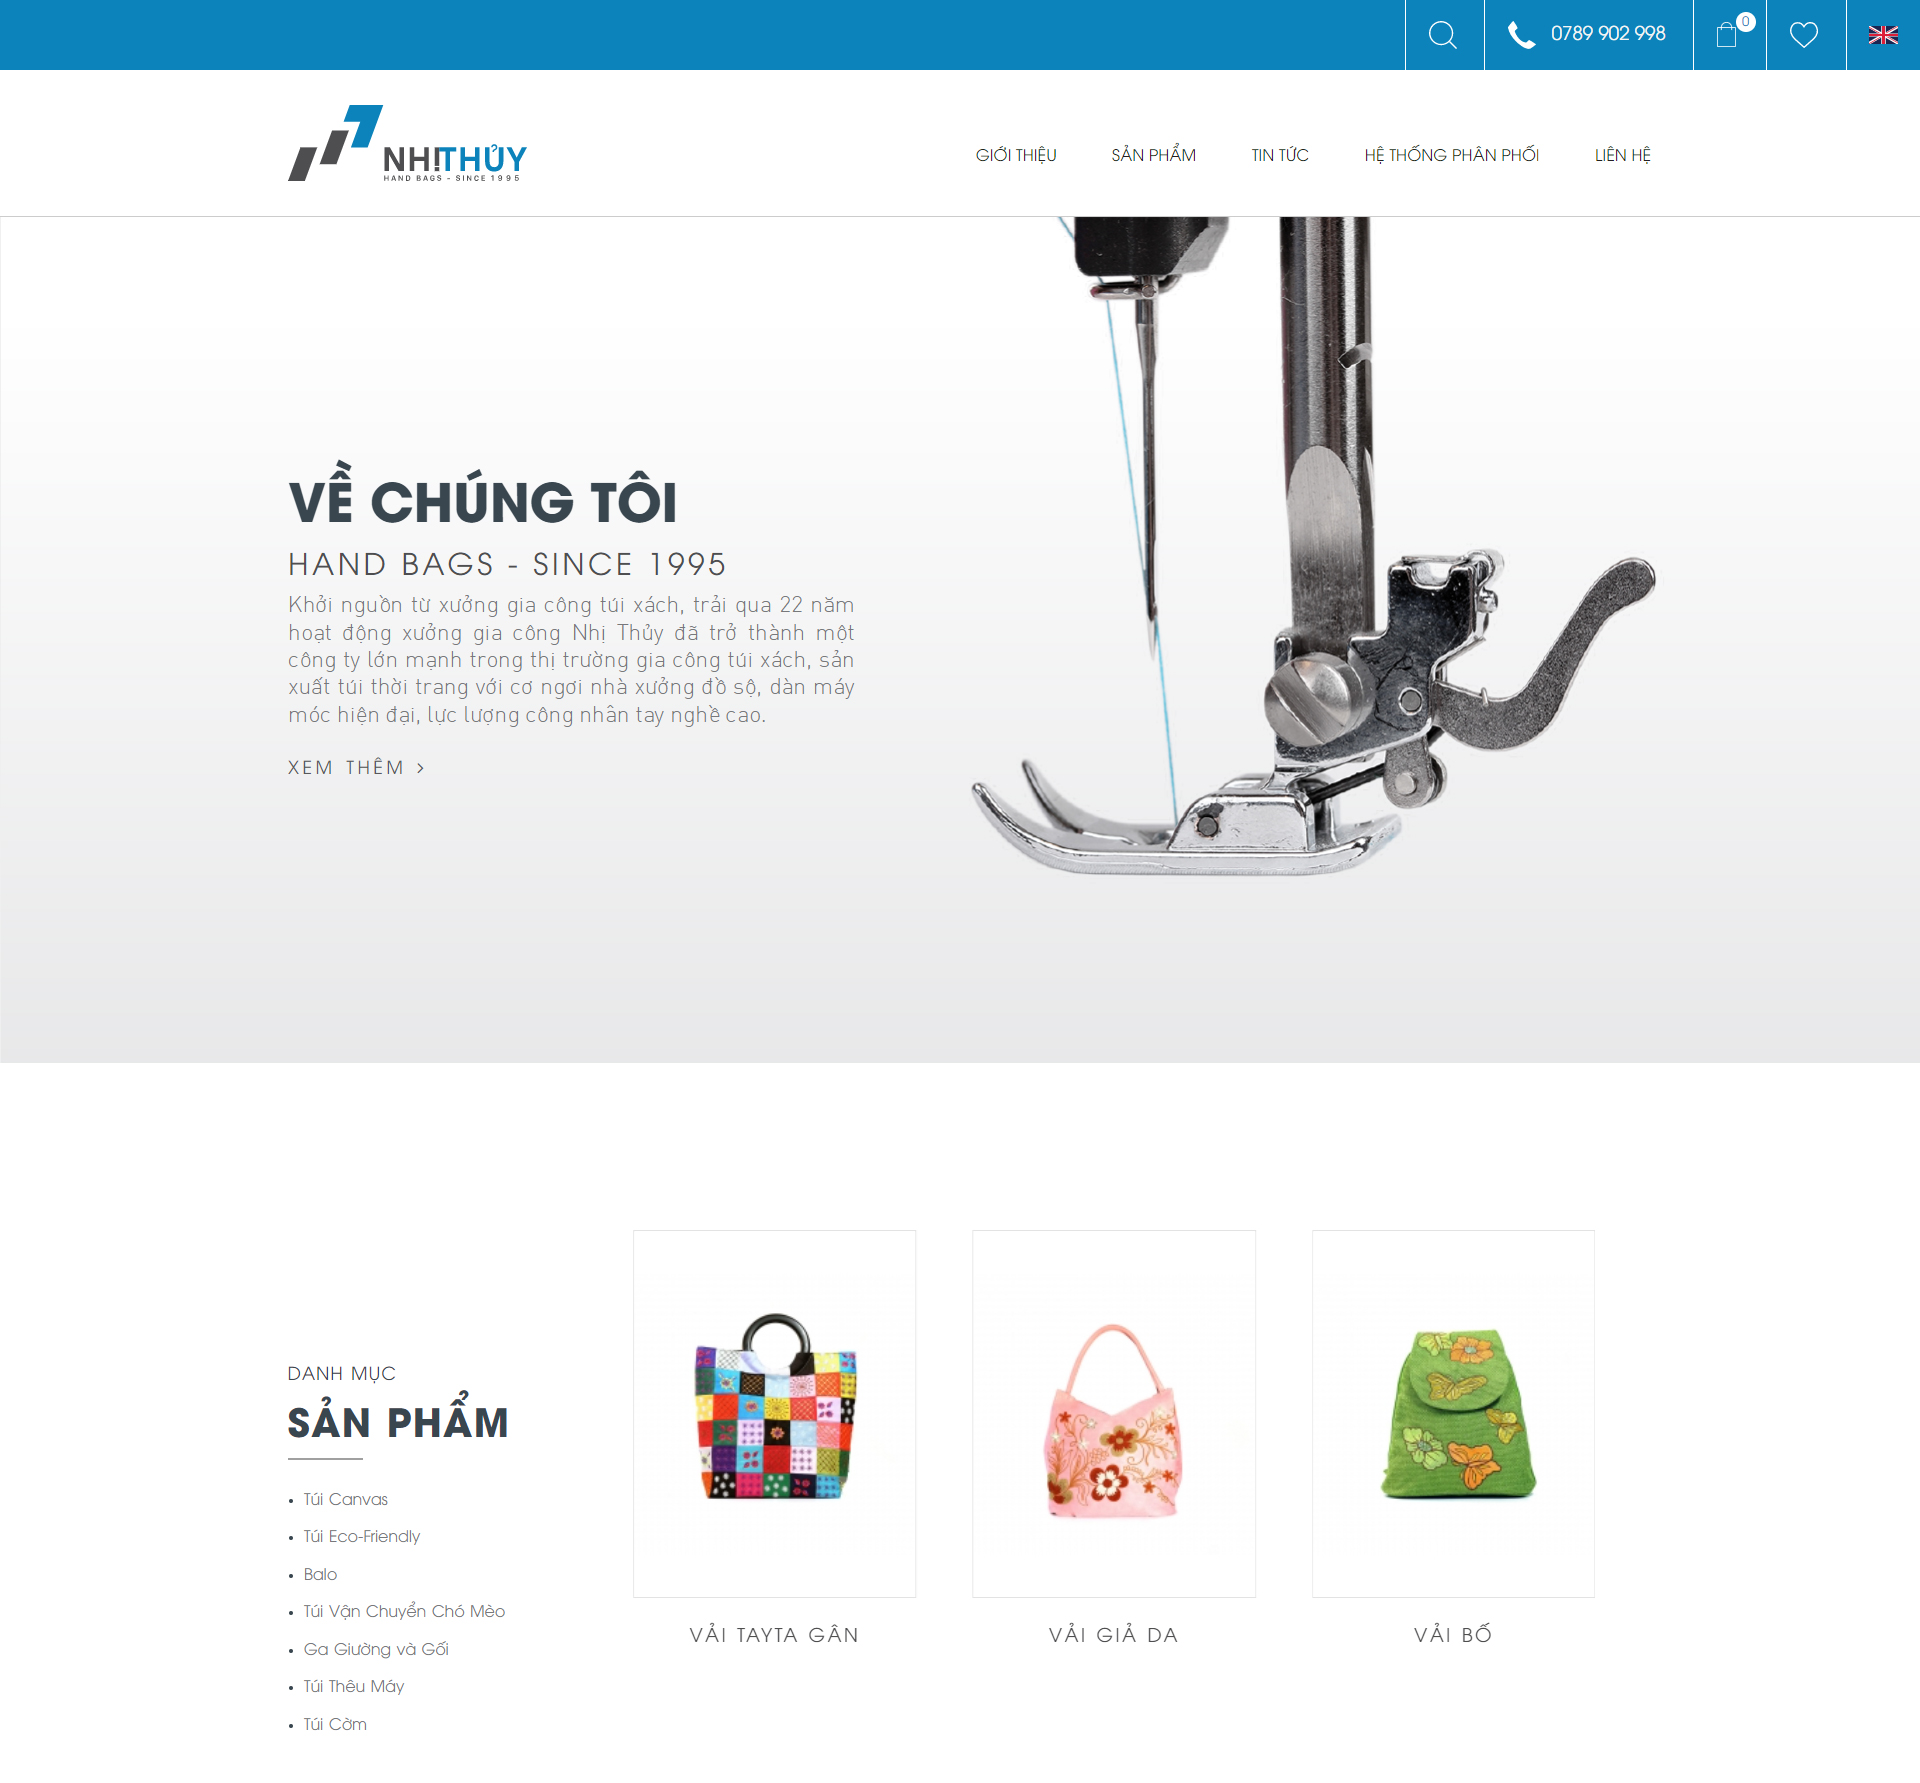 0789 902 998
0
NHỊTHỦY
HAND BAGS - SINCE 1995
GIỚI THIỆU
SẢN PHẨM
TIN TỨC
HỆ THỐNG PHÂN PHỐI
LIÊN HỆ
VỀ CHÚNG TÔI
HAND BAGS - SINCE 1995
Khởi nguồn từ xưởng gia công túi xách, trải qua 22 năm
hoạt động xưởng gia công Nhị Thủy đã trở thành một
công ty lớn mạnh trong thị trường gia công túi xách, sản
xuất túi thời trang với cơ ngơi nhà xưởng đồ sộ, dàn máy
móc hiện đại, lực lượng công nhân tay nghề cao.
XEM THÊM >
DANH MỤC
SẢN PHẨM
• Túi Canvas
• Túi Eco-Friendly
• Balo
• Túi Vận Chuyển Chó Mèo
• Ga Giường và Gối
• Túi Thêu Máy
• Túi Cờm
VẢI TAYTA GÂN
VẢI GIẢ DA
VẢI BỐ